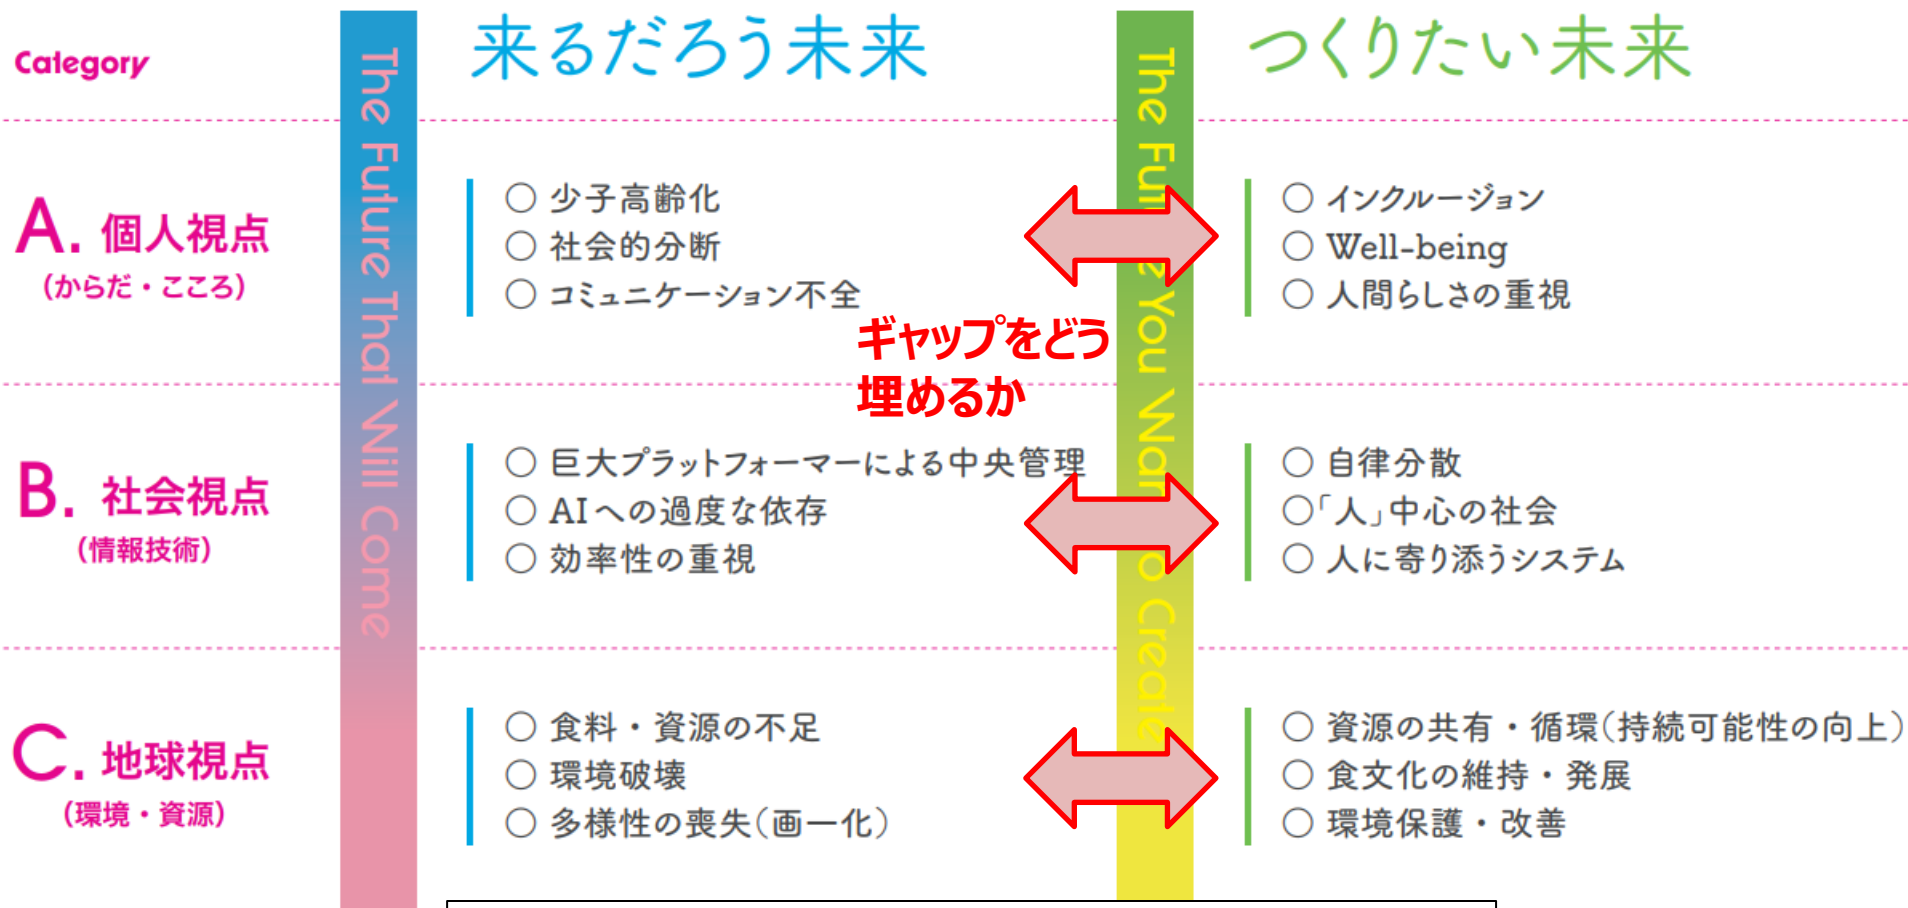 Category
来るだろう未来
つくりたい未来
The Future That Will Come
The Future You Want to Create
A. 個人視点
(からだ・こころ)
○ 少子高齢化
○ 社会的分断
○ コミュニケーション不全
○ インクルージョン
○ Well-being
○ 人間らしさの重視
ギャップをどう
埋めるか
B. 社会視点
(情報技術)
○ 巨大プラットフォーマーによる中央管理
○ AIへの過度な依存
○ 効率性の重視
○ 自律分散
○「人」中心の社会
○ 人に寄り添うシステム
C. 地球視点
(環境・資源)
○ 食料・資源の不足
○ 環境破壊
○ 多様性の喪失(画一化)
○ 資源の共有・循環(持続可能性の向上)
○ 食文化の維持・発展
○ 環境保護・改善